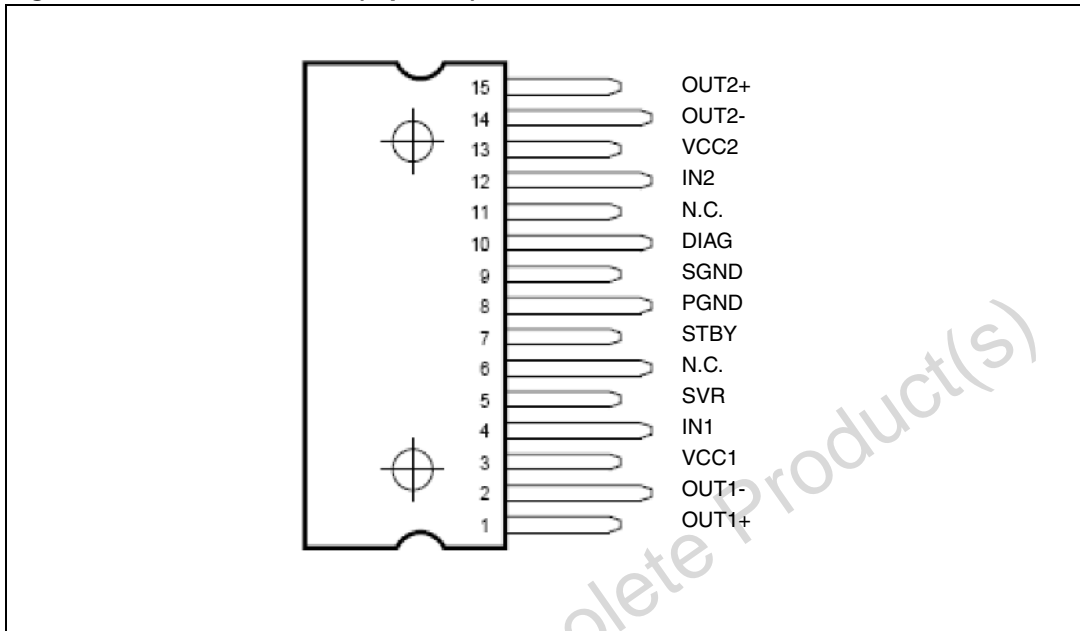 15 OUT2+
14 OUT2-
13 VCC2
12 IN2
11 N.C.
10 DIAG
9 SGND
8 PGND
7 STBY
6 N.C.
5 SVR
4 IN1
3 VCC1
2 OUT1-
1 OUT1+
Product(s)